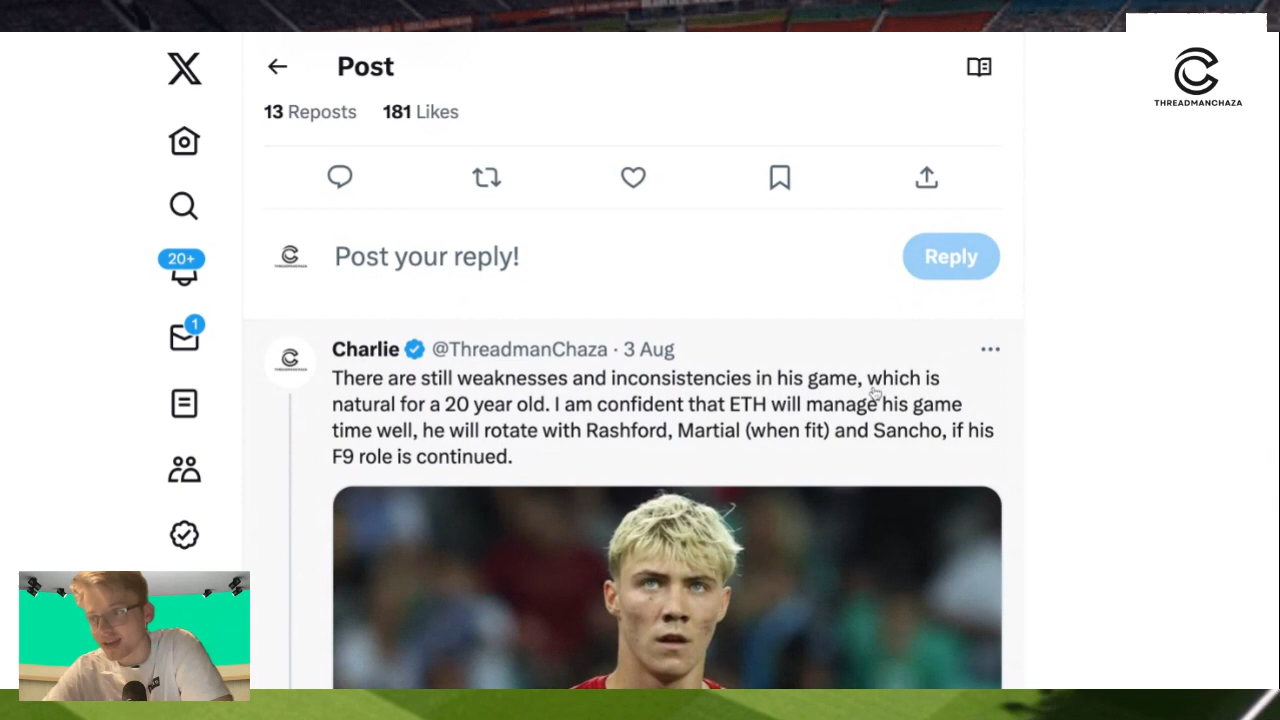 Post
13 Reposts 181 Likes
THREADMANCHAZA
Post your reply!
Reply
20+
1
Charlie @ThreadmanChaza · 3 Aug
There are still weaknesses and inconsistencies in his game, which is
natural for a 20 year old. I am confident that ETH will manage his game
time well, he will rotate with Rashford, Martial (when fit) and Sancho, if his
F9 role is continued.